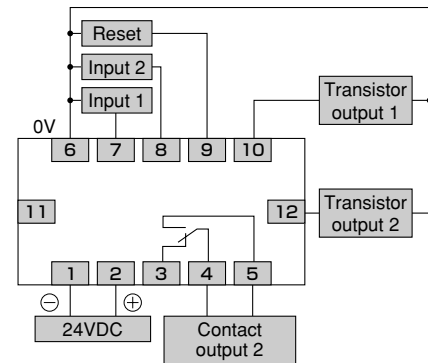 Reset
Input 2
Input 1
0V
Transistor
output 1
6 7 8 9 10
11
12
Transistor
output 2
1 2 3 4 5
⊖ ⊕
24VDC
Contact
output 2